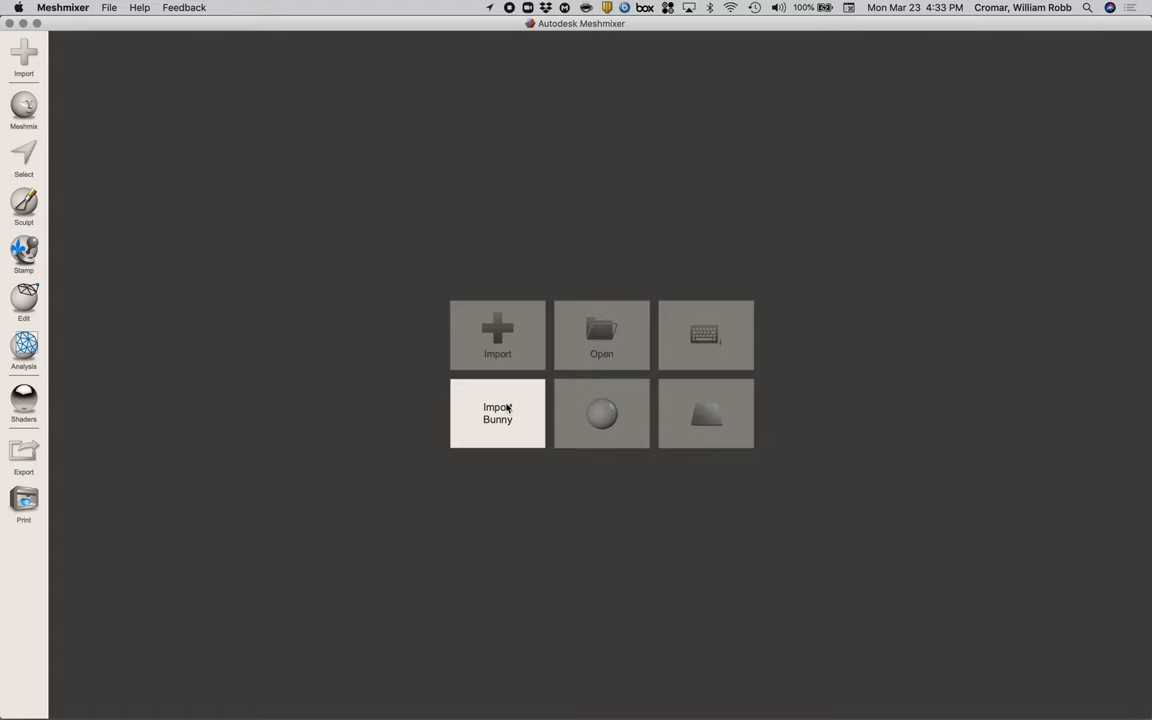 Meshmixer File Help Feedback box 100% Mon Mar 23 4:33 PM Cromar, William Robb
Autodesk Meshmixer
Import
Meshmix
Select
Sculpt
Stamp
Edit
Analysis
Shaders
Export
Print
Import Open
Import
Bunny